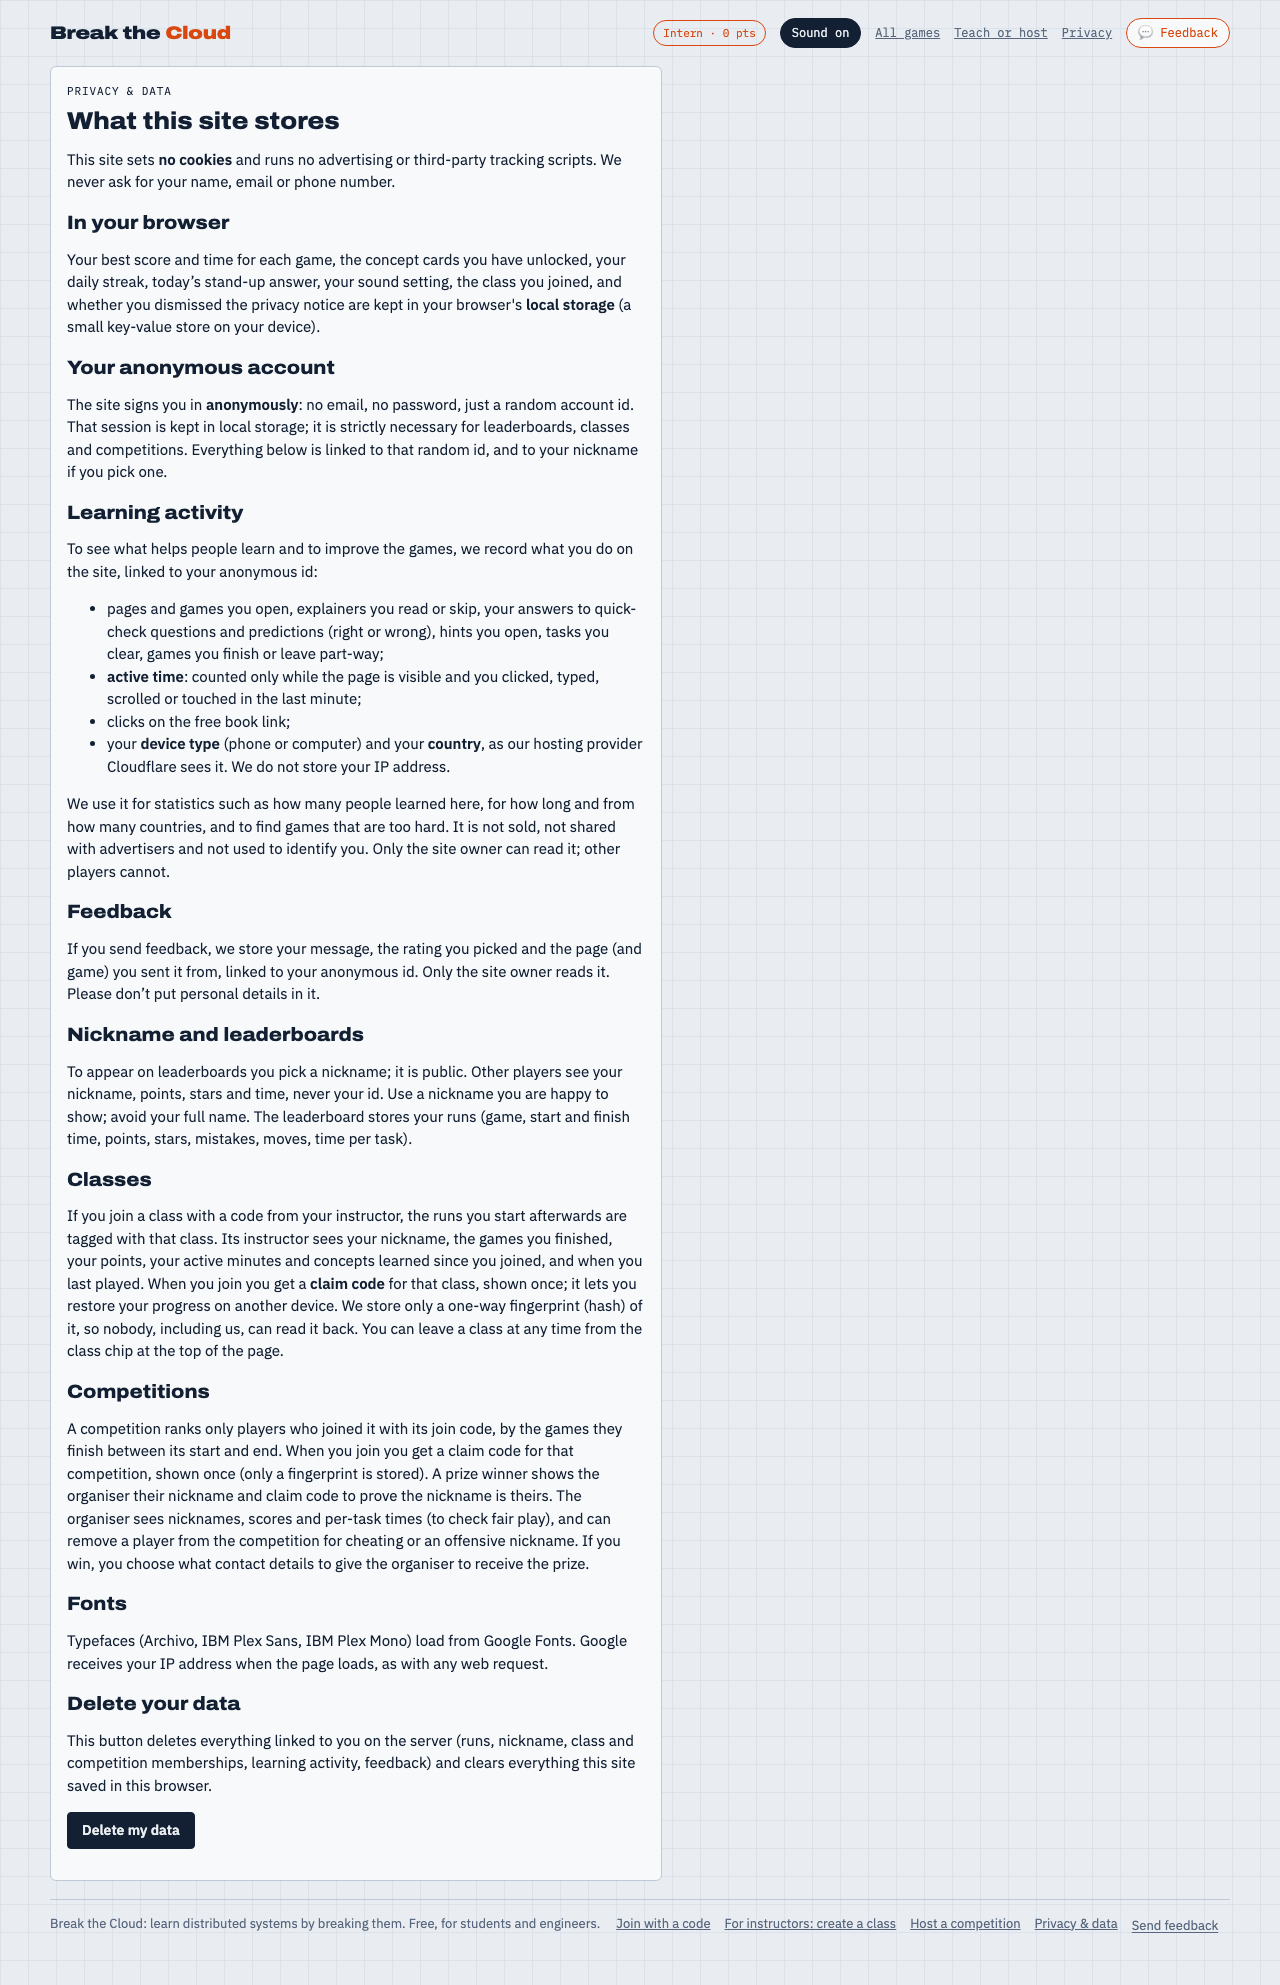 Break the Cloud
Intern · 0 pts
Sound on
All games
Teach or host
Privacy
💬 Feedback
PRIVACY & DATA
What this site stores
This site sets no cookies and runs no advertising or third-party tracking scripts. We
never ask for your name, email or phone number.
In your browser
Your best score and time for each game, the concept cards you have unlocked, your
daily streak, today’s stand-up answer, your sound setting, the class you joined, and
whether you dismissed the privacy notice are kept in your browser's local storage (a
small key-value store on your device).
Your anonymous account
The site signs you in anonymously: no email, no password, just a random account id.
That session is kept in local storage; it is strictly necessary for leaderboards, classes
and competitions. Everything below is linked to that random id, and to your nickname
if you pick one.
Learning activity
To see what helps people learn and to improve the games, we record what you do on
the site, linked to your anonymous id:
• pages and games you open, explainers you read or skip, your answers to quick-
check questions and predictions (right or wrong), hints you open, tasks you
clear, games you finish or leave part-way;
• active time: counted only while the page is visible and you clicked, typed,
scrolled or touched in the last minute;
• clicks on the free book link;
• your device type (phone or computer) and your country, as our hosting provider
Cloudflare sees it. We do not store your IP address.
We use it for statistics such as how many people learned here, for how long and from
how many countries, and to find games that are too hard. It is not sold, not shared
with advertisers and not used to identify you. Only the site owner can read it; other
players cannot.
Feedback
If you send feedback, we store your message, the rating you picked and the page (and
game) you sent it from, linked to your anonymous id. Only the site owner reads it.
Please don’t put personal details in it.
Nickname and leaderboards
To appear on leaderboards you pick a nickname; it is public. Other players see your
nickname, points, stars and time, never your id. Use a nickname you are happy to
show; avoid your full name. The leaderboard stores your runs (game, start and finish
time, points, stars, mistakes, moves, time per task).
Classes
If you join a class with a code from your instructor, the runs you start afterwards are
tagged with that class. Its instructor sees your nickname, the games you finished,
your points, your active minutes and concepts learned since you joined, and when you
last played. When you join you get a claim code for that class, shown once; it lets you
restore your progress on another device. We store only a one-way fingerprint (hash) of
it, so nobody, including us, can read it back. You can leave a class at any time from the
class chip at the top of the page.
Competitions
A competition ranks only players who joined it with its join code, by the games they
finish between its start and end. When you join you get a claim code for that
competition, shown once (only a fingerprint is stored). A prize winner shows the
organiser their nickname and claim code to prove the nickname is theirs. The
organiser sees nicknames, scores and per-task times (to check fair play), and can
remove a player from the competition for cheating or an offensive nickname. If you
win, you choose what contact details to give the organiser to receive the prize.
Fonts
Typefaces (Archivo, IBM Plex Sans, IBM Plex Mono) load from Google Fonts. Google
receives your IP address when the page loads, as with any web request.
Delete your data
This button deletes everything linked to you on the server (runs, nickname, class and
competition memberships, learning activity, feedback) and clears everything this site
saved in this browser.
Delete my data
Break the Cloud: learn distributed systems by breaking them. Free, for students and engineers.
Join with a code
For instructors: create a class
Host a competition
Privacy & data
Send feedback